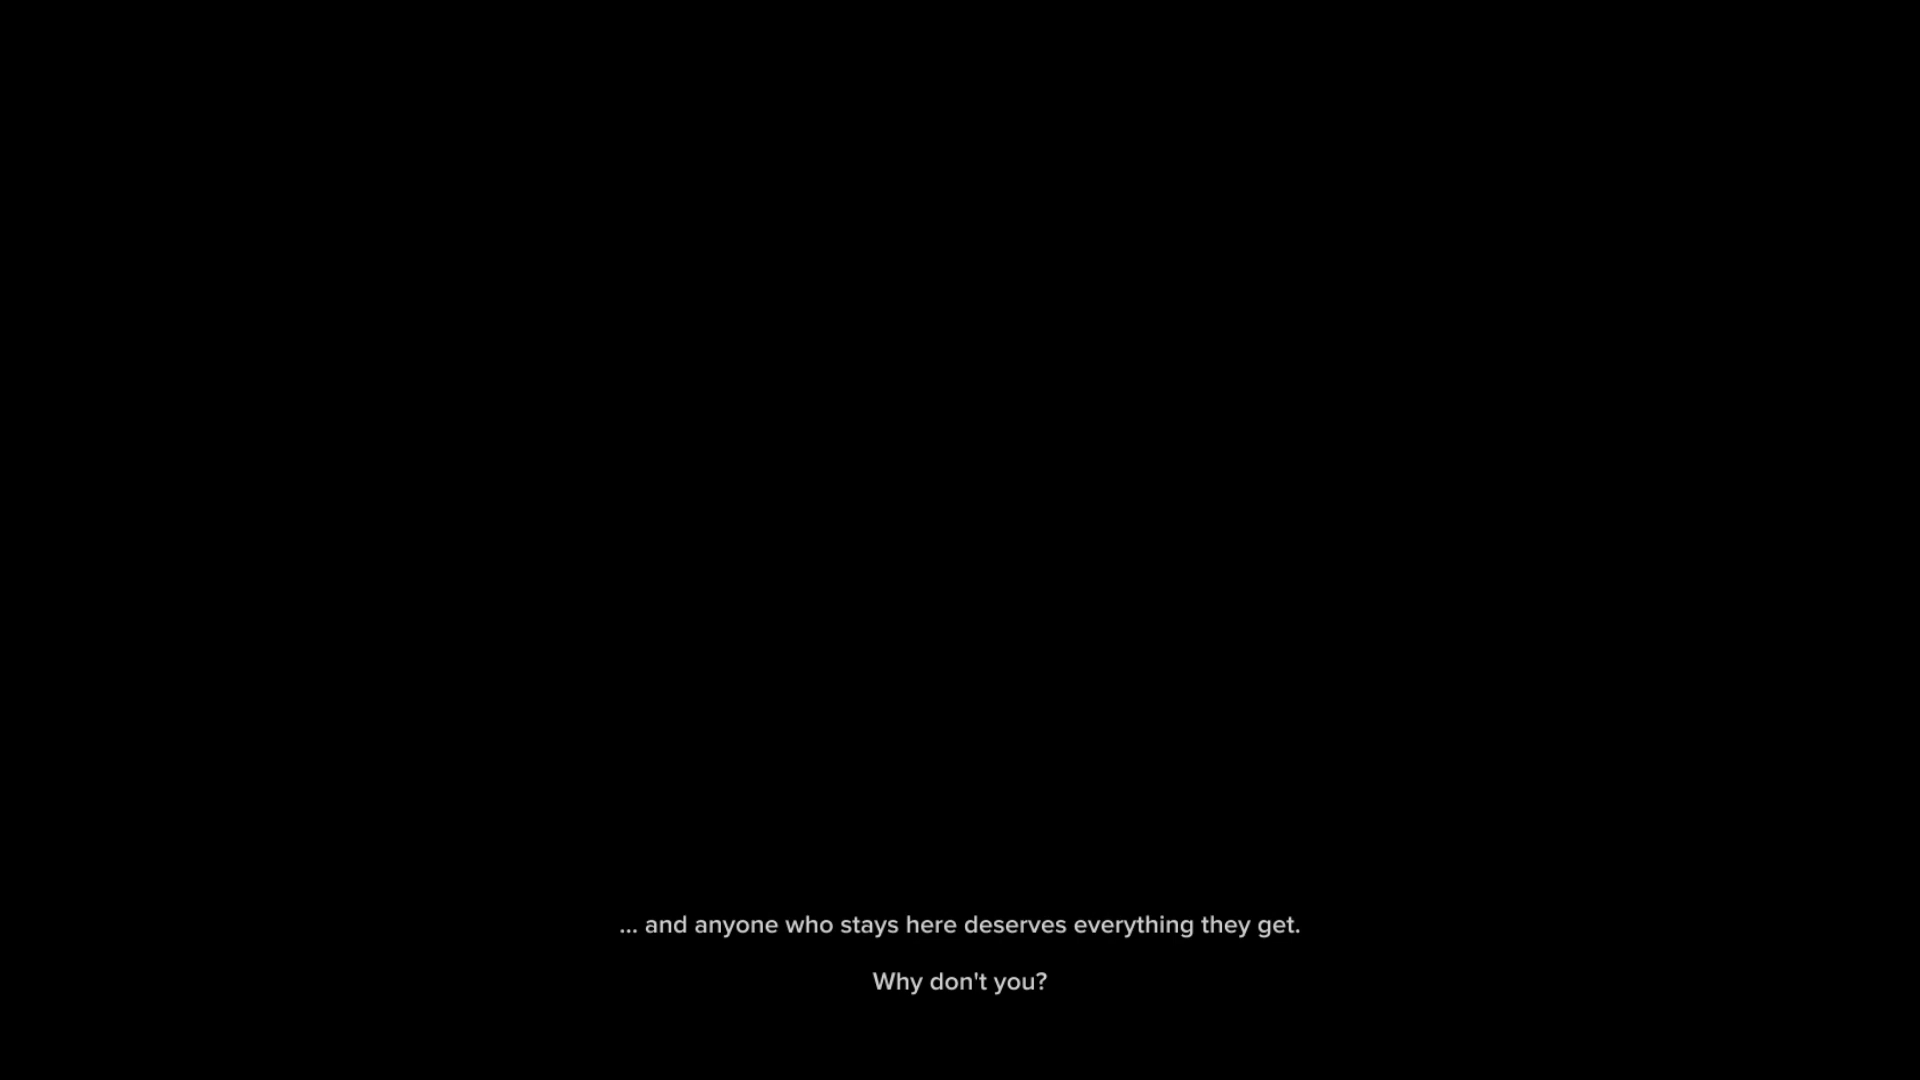 ... and anyone who stays here deserves everything they get.
Why don't you?